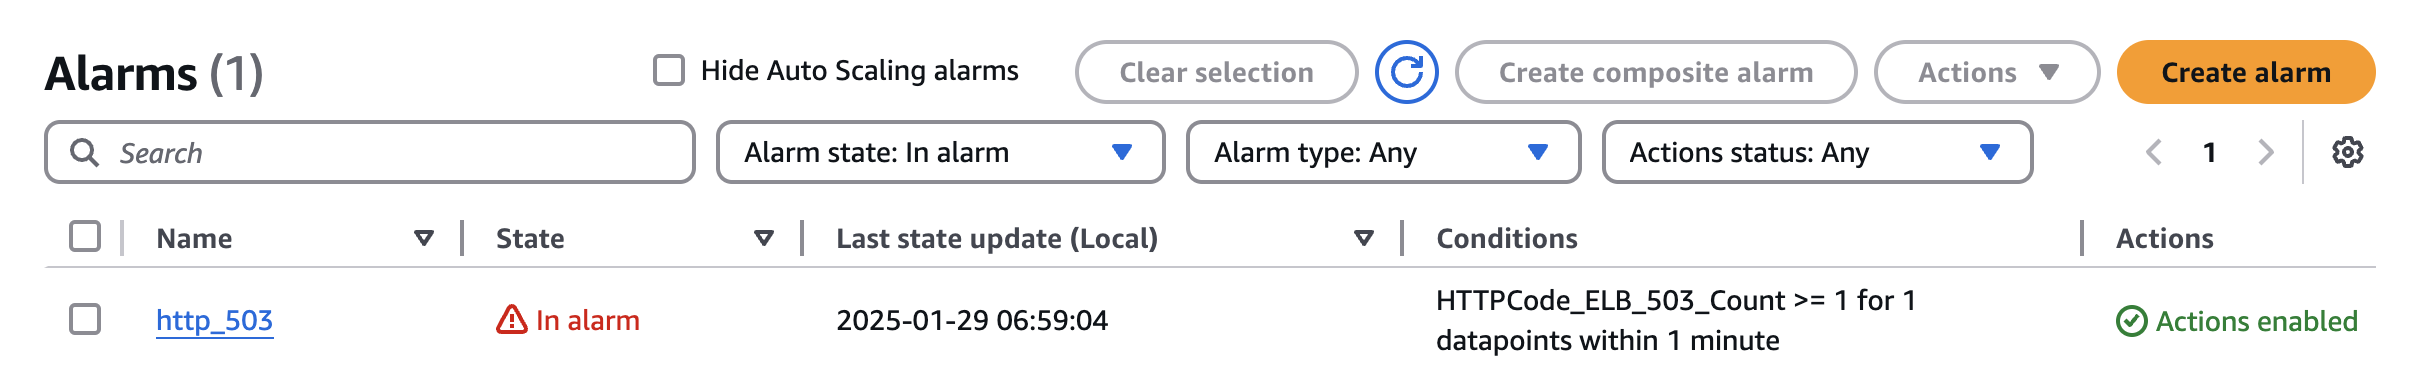 Alarms (1)
Hide Auto Scaling alarms
Clear selection
Create composite alarm
Actions
Create alarm
Search
Alarm state: In alarm
Alarm type: Any
Actions status: Any
1
Name
State
Last state update (Local)
Conditions
Actions
http_503
In alarm
2025-01-29 06:59:04
HTTPCode_ELB_503_Count >= 1 for 1
datapoints within 1 minute
Actions enabled